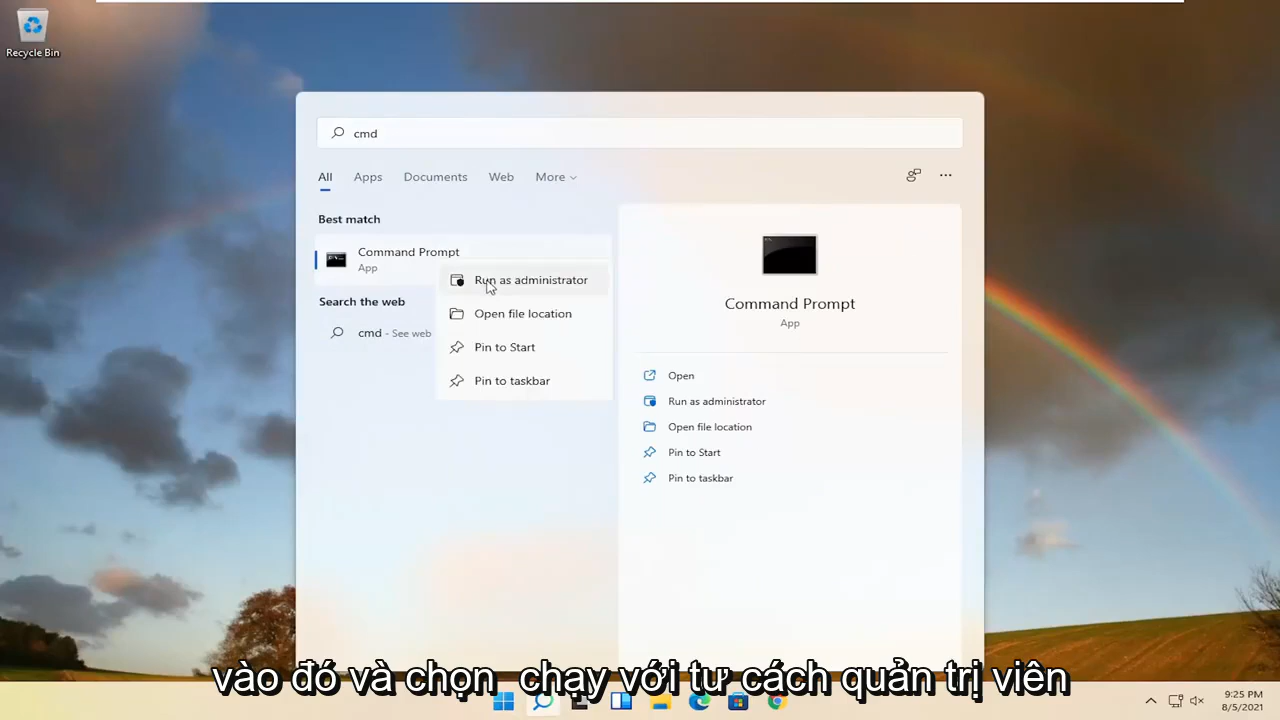 Recycle Bin
cmd
All Apps Documents Web More
Best match
Command Prompt
App
Run as administrator
Open file location
Pin to Start
Pin to taskbar
Search the web
cmd - See web
Command Prompt
App
Open
Run as administrator
Open file location
Pin to Start
Pin to taskbar
vào đó và chọn chạy với tư cách quản trị viên
9:25 PM
8/5/2021